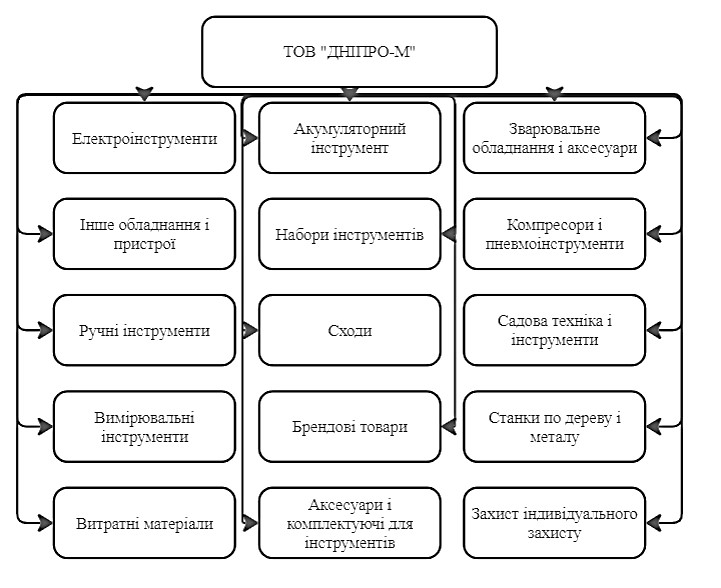 ТОВ "ДНІПРО-М"
Електроінструменти
Акумуляторний
інструмент
Зварювальне
обладнання і аксесуари
Інше обладнання і
пристрої
Набори інструментів
Компресори і
пневмоінструменти
Ручні інструменти
Сходи
Садова техніка і
інструменти
Вимірювальні
інструменти
Брендові товари
Станки по дереву і
металу
Витратні матеріали
Аксесуари і
комплектуючі для
інструментів
Захист індивідуального
захисту